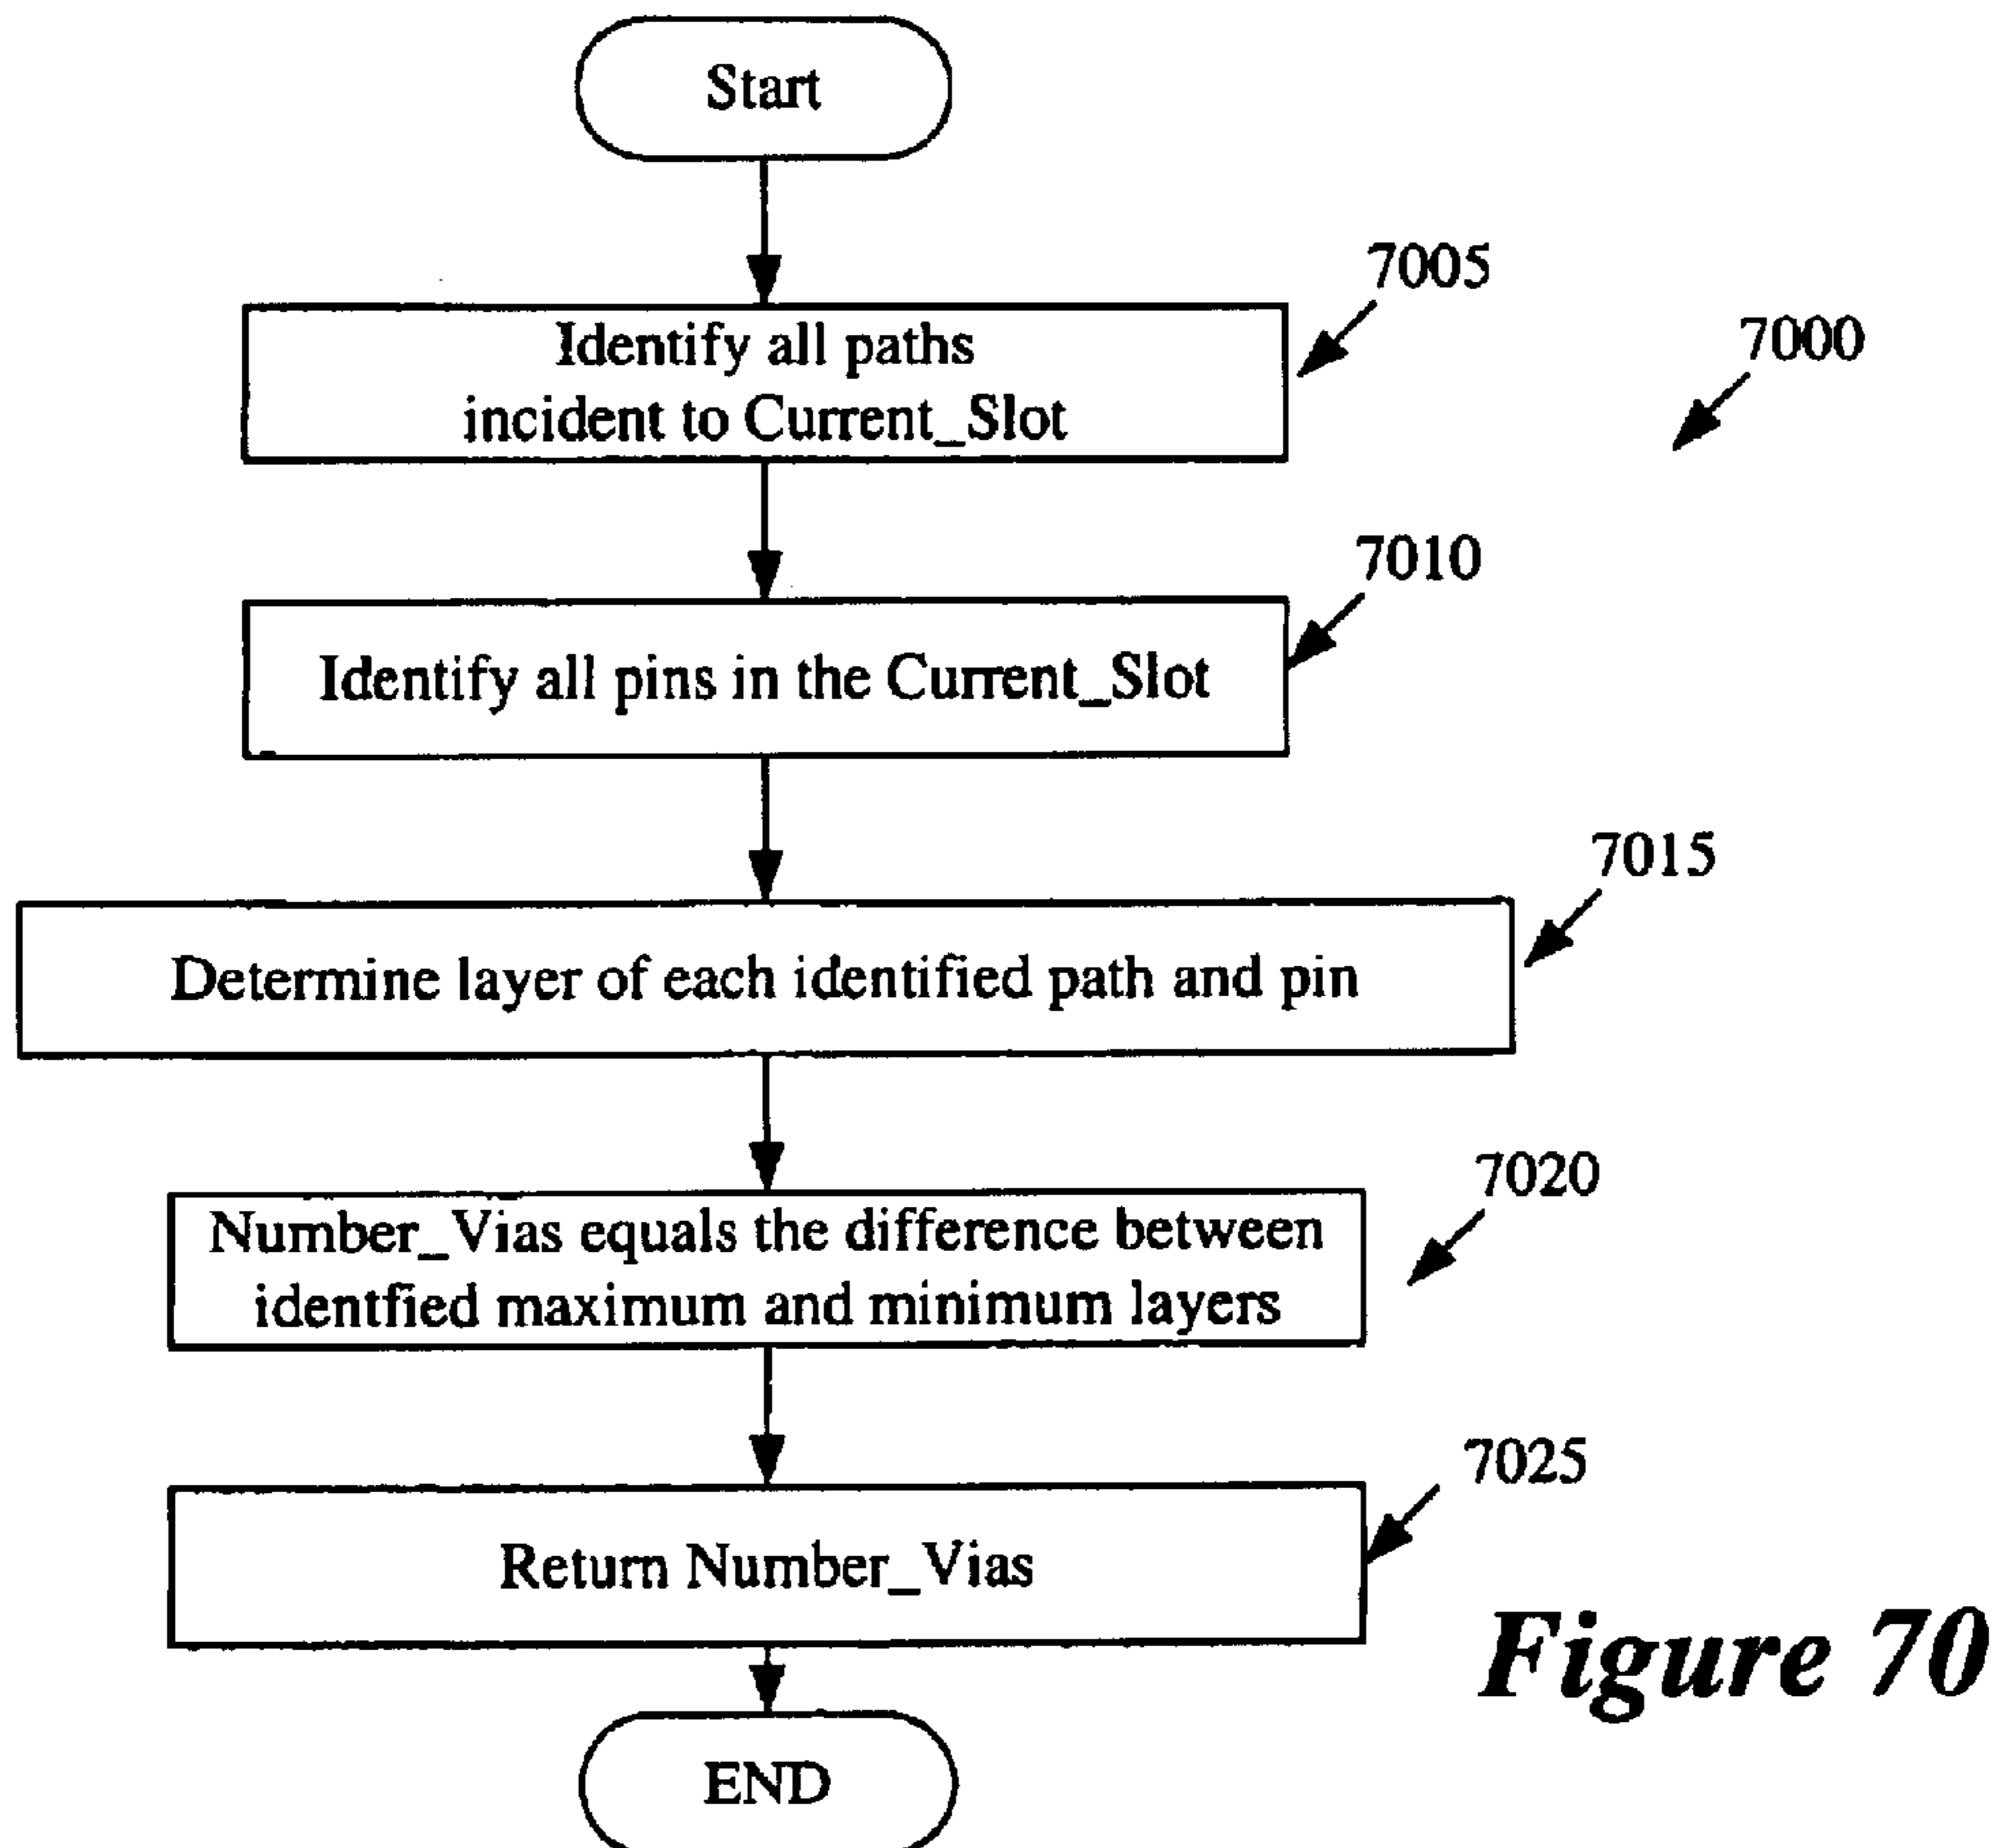 Start
7005
Identify all paths
incident to Current_Slot
7000
7010
Identify all pins in the Current_Slot
7015
Determine layer of each identified path and pin
7020
Number_Vias equals the difference between
identfied maximum and minimum layers
7025
Return Number_Vias
Figure 70
END